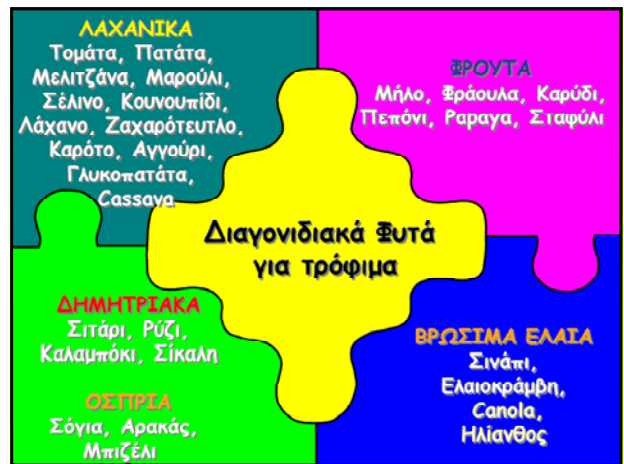 ΛΑΧΑΝΙΚΑ
Τομάτα, Πατάτα,
Μελιτζάνα, Μαρούλι,
Σέλινο, Κουνουπίδι,
Λάχανο, Ζαχαρότευτλο,
Καρότο, Αγγούρι,
Γλυκοπατάτα,
Cassava
ΦΡΟΥΤΑ
Μήλο, Φράουλα, Καρύδι,
Πεπόνι, Papaya, Σταφύλι
Διαγονιδιακά Φυτά
για τρόφιμα
ΔΗΜΗΤΡΙΑΚΑ
Σιτάρι, Ρύζι,
Καλαμπόκι, Σίκαλη
ΟΣΠΡΙΑ
Σόγια, Αρακάς,
Μπιζέλι
ΒΡΩΣΙΜΑ ΕΛΑΙΑ
Σινάπι,
Ελαιοκράμβη,
Canola,
Ηλίανθος